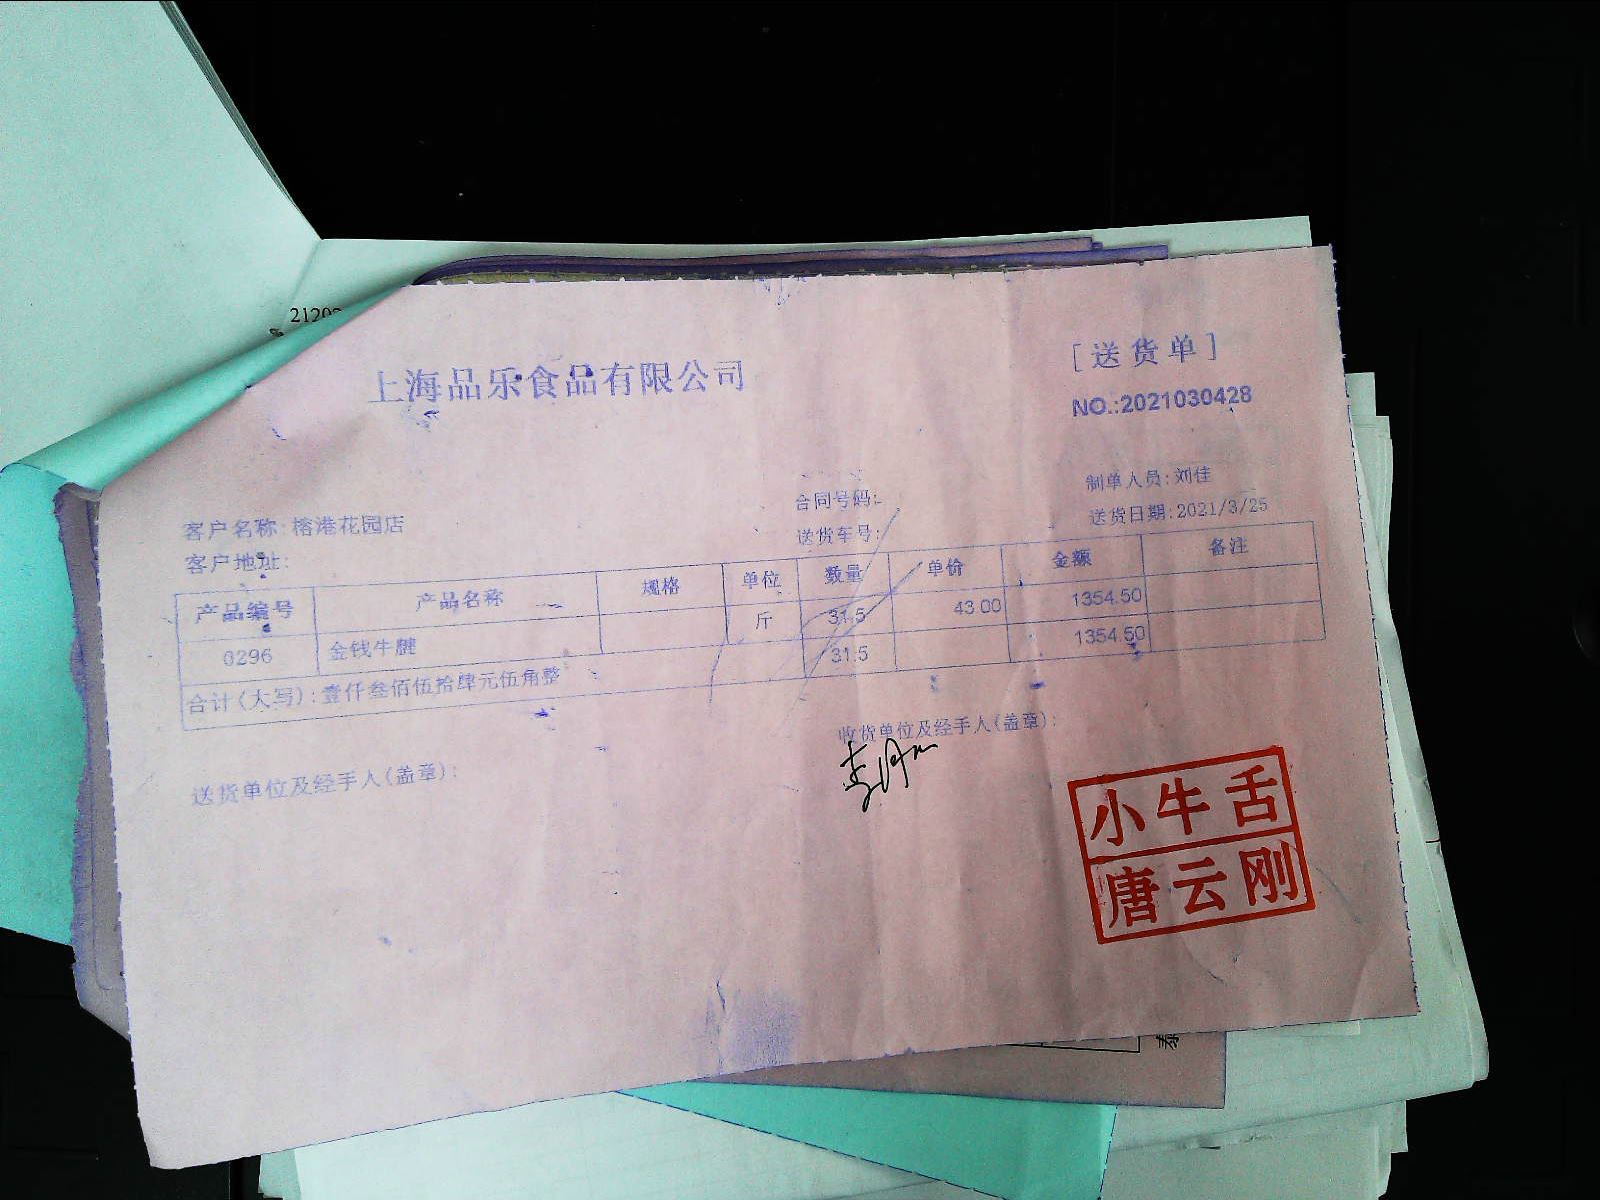 上海品乐食品有限公司
[送货单]
NO.:2021030428
制单人员:刘佳
合同号码:
客户名称:榕港花园店
送货车号:
送货日期:2021/3/25
客户地址:
产品编号 产品名称 规格 单位 数量 单价 金额 备注
0296 金钱牛腱 斤 31.5 43.00 1354.50
合计(大写):壹仟叁佰伍拾肆元伍角整 31.5 1354.50
送货单位及经手人(盖章):
收货单位及经手人(盖章):
小牛舌
唐云刚